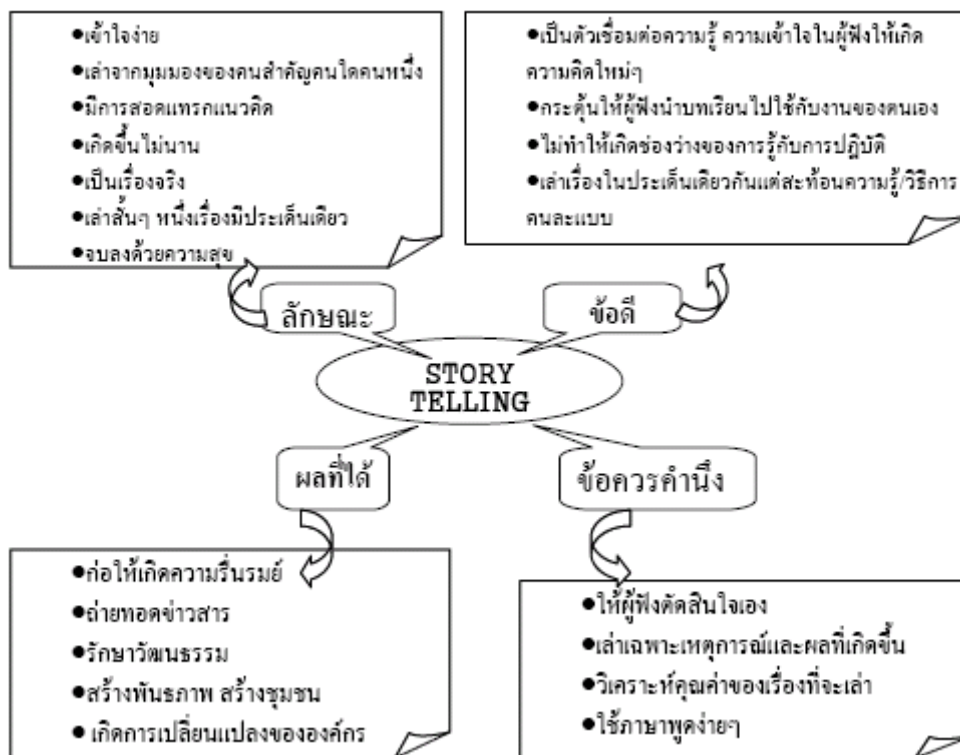 ●เข้าใจง่าย
●เล่าจากมุมมองของคนสำคัญคนใดคนหนึ่ง
●มีการสอดแทรกแนวคิด
●เกิดขึ้นไม่นาน
●เป็นเรื่องจริง
●เล่าสั้นๆ หนึ่งเรื่องมีประเด็นเดียว
●จบลงด้วยความสุข
●เป็นตัวเชื่อมต่อความรู้ ความเข้าใจในผู้ฟังให้เกิด
ความคิดใหม่ๆ
●กระตุ้นให้ผู้ฟังนำบทเรียนไปใช้กับงานของตนเอง
●ไม่ทำให้เกิดช่องว่างของการรู้กับการปฏิบัติ
●เล่าเรื่องในประเด็นเดียวกันแต่สะท้อนความรู้/วิธีการ
คนละแบบ
ลักษณะ
ข้อดี
STORY
TELLING
ผลที่ได้
ข้อควรคำนึง
●ก่อให้เกิดความรื่นรมย์
●ถ่ายทอดข่าวสาร
●รักษาวัฒนธรรม
●สร้างพันธภาพ สร้างชุมชน
● เกิดการเปลี่ยนแปลงขององค์กร
●ให้ผู้ฟังตัดสินใจเอง
●เล่าเฉพาะเหตุการณ์และผลที่เกิดขึ้น
●วิเคราะห์คุณค่าของเรื่องที่จะเล่า
●ใช้ภาษาพูดง่ายๆ